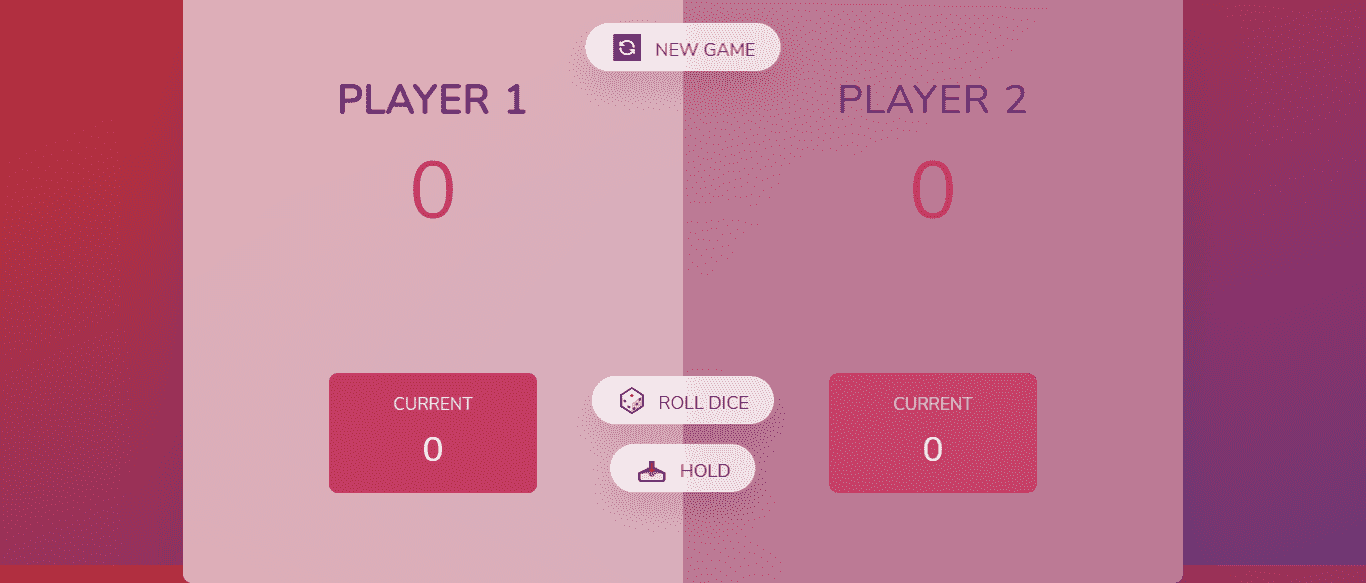 NEW GAME
PLAYER 1
PLAYER 2
0
0
CURRENT
0
ROLL DICE
HOLD
CURRENT
0